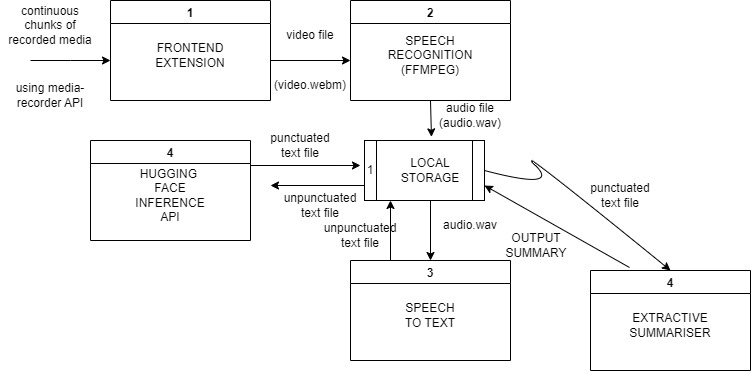 continuous
chunks of
recorded media
using media-
recorder API
1
FRONTEND
EXTENSION
video file
(video.webm)
2
SPEECH
RECOGNITION
(FFMPEG)
audio file
(audio.wav)
4
HUGGING
FACE
INFERENCE
API
punctuated
text file
unpunctuated
text file
1
LOCAL
STORAGE
unpunctuated
text file
audio.wav
3
SPEECH
TO TEXT
punctuated
text file
OUTPUT
SUMMARY
4
EXTRACTIVE
SUMMARISER